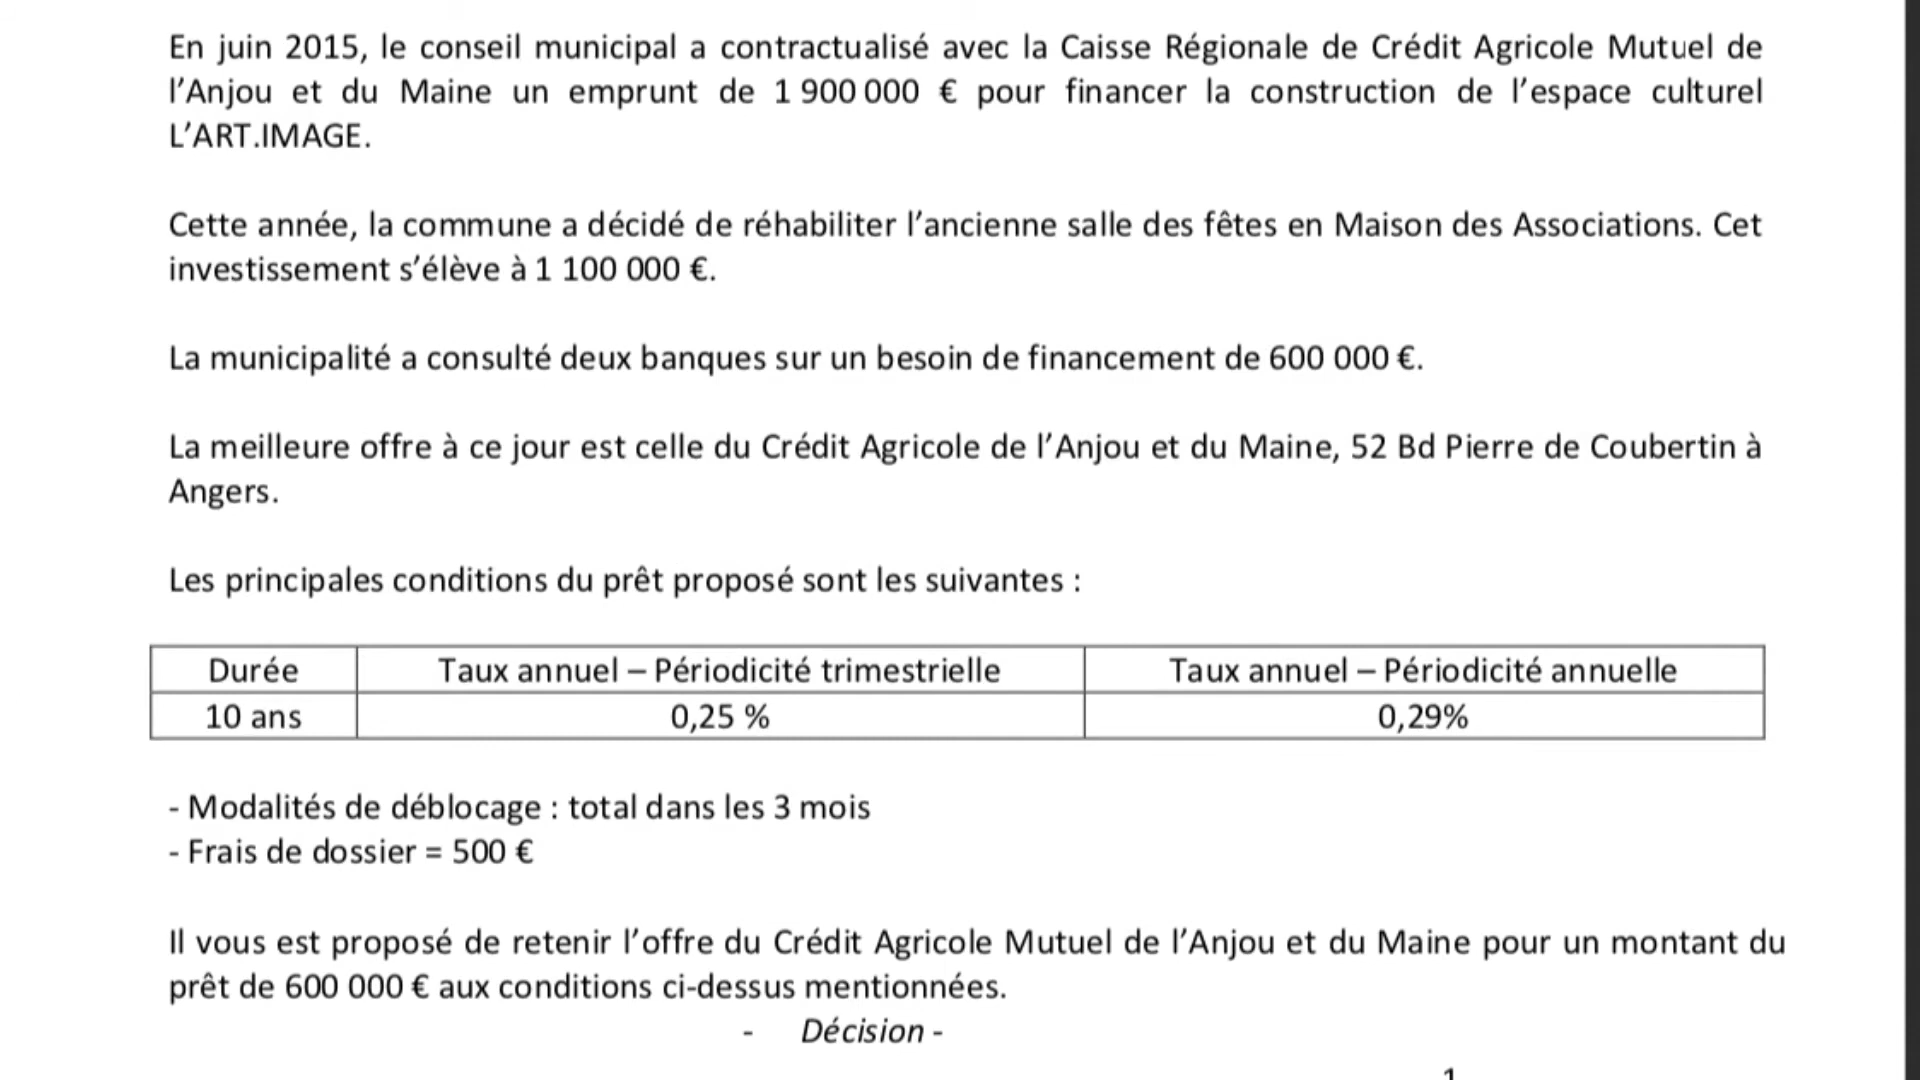 En juin 2015, le conseil municipal a contractualisé avec la Caisse Régionale de Crédit Agricole Mutuel de
l’Anjou et du Maine un emprunt de 1 900 000 € pour financer la construction de l’espace culturel
L’ART.IMAGE.
Cette année, la commune a décidé de réhabiliter l’ancienne salle des fêtes en Maison des Associations. Cet
investissement s’élève à 1 100 000 €.
La municipalité a consulté deux banques sur un besoin de financement de 600 000 €.
La meilleure offre à ce jour est celle du Crédit Agricole de l’Anjou et du Maine, 52 Bd Pierre de Coubertin à
Angers.
Les principales conditions du prêt proposé sont les suivantes :
Durée Taux annuel – Périodicité trimestrielle Taux annuel – Périodicité annuelle
10 ans 0,25 % 0,29%
- Modalités de déblocage : total dans les 3 mois
- Frais de dossier = 500 €
Il vous est proposé de retenir l’offre du Crédit Agricole Mutuel de l’Anjou et du Maine pour un montant du
prêt de 600 000 € aux conditions ci-dessus mentionnées.
- Décision -
1